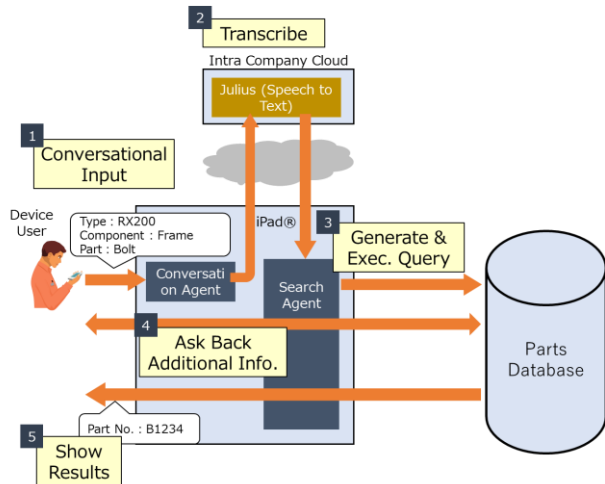 2
Transcribe
Intra Company Cloud
Julius (Speech to
Text)
1
Conversational
Input
Device
User
Type : RX200
Component : Frame
Part : Bolt
iPad®
3
Generate &
Exec. Query
Conversati
on Agent
Search
Agent
4
Ask Back
Additional Info.
Parts
Database
Part No. : B1234
5
Show
Results